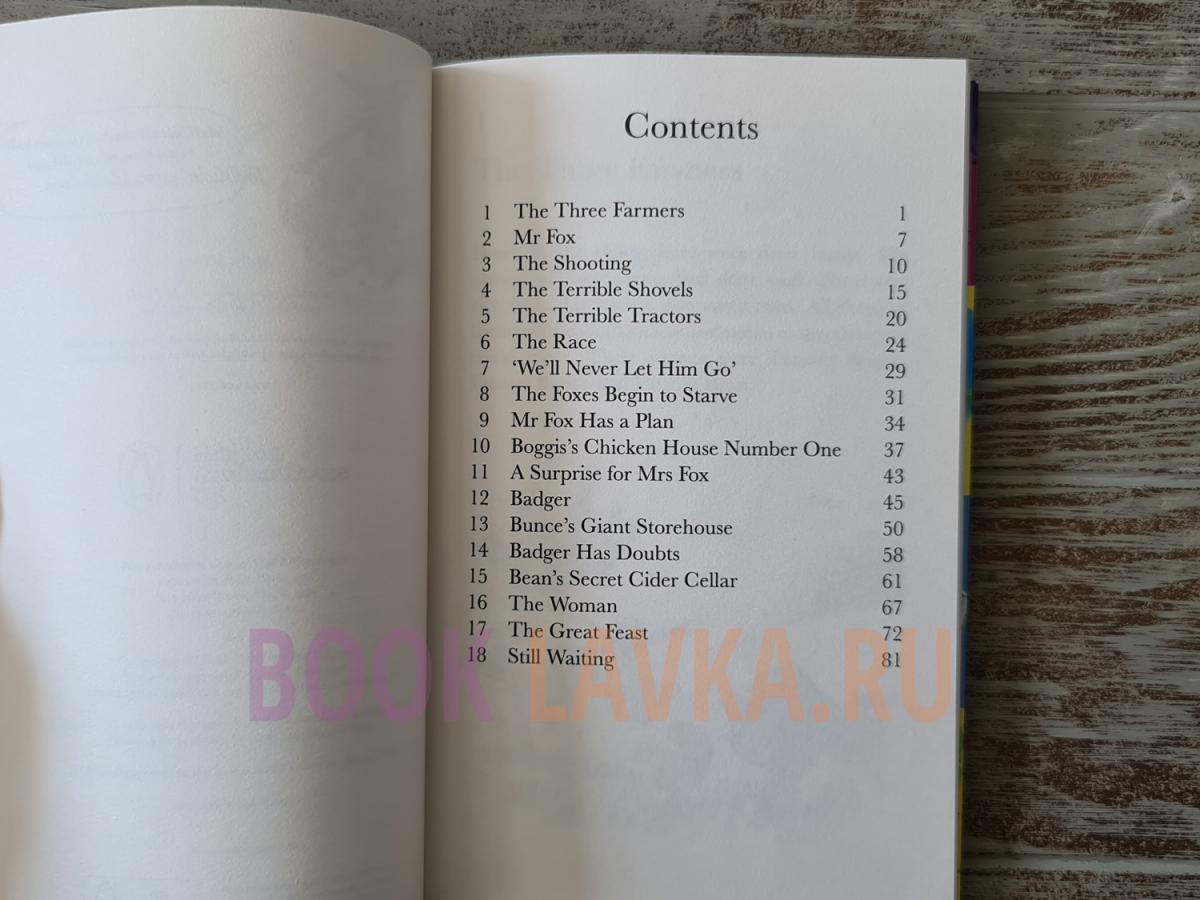 Contents
1 The Three Farmers 1
2 Mr Fox 7
3 The Shooting 10
4 The Terrible Shovels 15
5 The Terrible Tractors 20
6 The Race 24
7 ‘We’ll Never Let Him Go’ 29
8 The Foxes Begin to Starve 31
9 Mr Fox Has a Plan 34
10 Boggis’s Chicken House Number One 37
11 A Surprise for Mrs Fox 43
12 Badger 45
13 Bunce’s Giant Storehouse 50
14 Badger Has Doubts 58
15 Bean’s Secret Cider Cellar 61
16 The Woman 67
17 The Great Feast 72
18 Still Waiting 81
BOOK LAVKA.RU